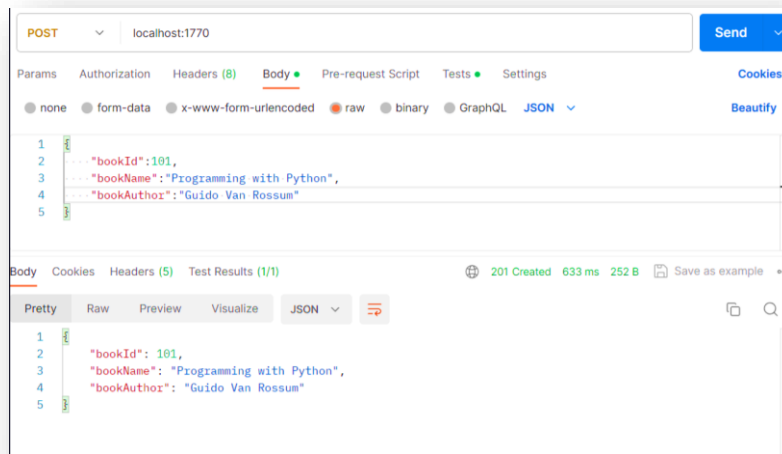 POST localhost:1770 Send
Params Authorization Headers (8) Body Pre-request Script Tests Settings Cookies
none form-data x-www-form-urlencoded raw binary GraphQL JSON Beautify
1 {
2 "bookId":101,
3 "bookName":"Programming with Python",
4 "bookAuthor":"Guido Van Rossum"
5 }
Body Cookies Headers (5) Test Results (1/1) 201 Created 633 ms 252 B Save as example
Pretty Raw Preview Visualize JSON
1 {
2 "bookId": 101,
3 "bookName": "Programming with Python",
4 "bookAuthor": "Guido Van Rossum"
5 }